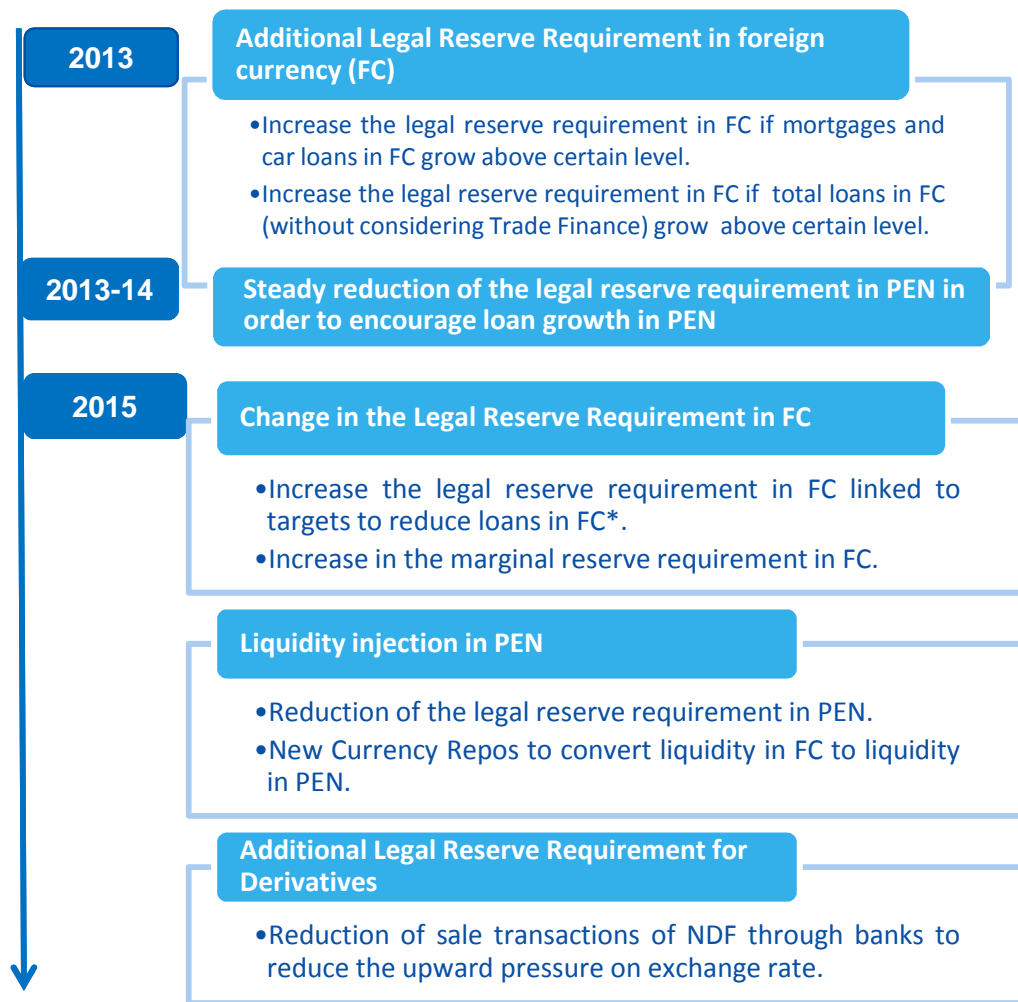 2013
Additional Legal Reserve Requirement in foreign
currency (FC)
•Increase the legal reserve requirement in FC if mortgages and
car loans in FC grow above certain level.
•Increase the legal reserve requirement in FC if total loans in FC
(without considering Trade Finance) grow above certain level.
2013-14
Steady reduction of the legal reserve requirement in PEN in
order to encourage loan growth in PEN
2015
Change in the Legal Reserve Requirement in FC
•Increase the legal reserve requirement in FC linked to
targets to reduce loans in FC*.
•Increase in the marginal reserve requirement in FC.
Liquidity injection in PEN
•Reduction of the legal reserve requirement in PEN.
•New Currency Repos to convert liquidity in FC to liquidity
in PEN.
Additional Legal Reserve Requirement for
Derivatives
•Reduction of sale transactions of NDF through banks to
reduce the upward pressure on exchange rate.